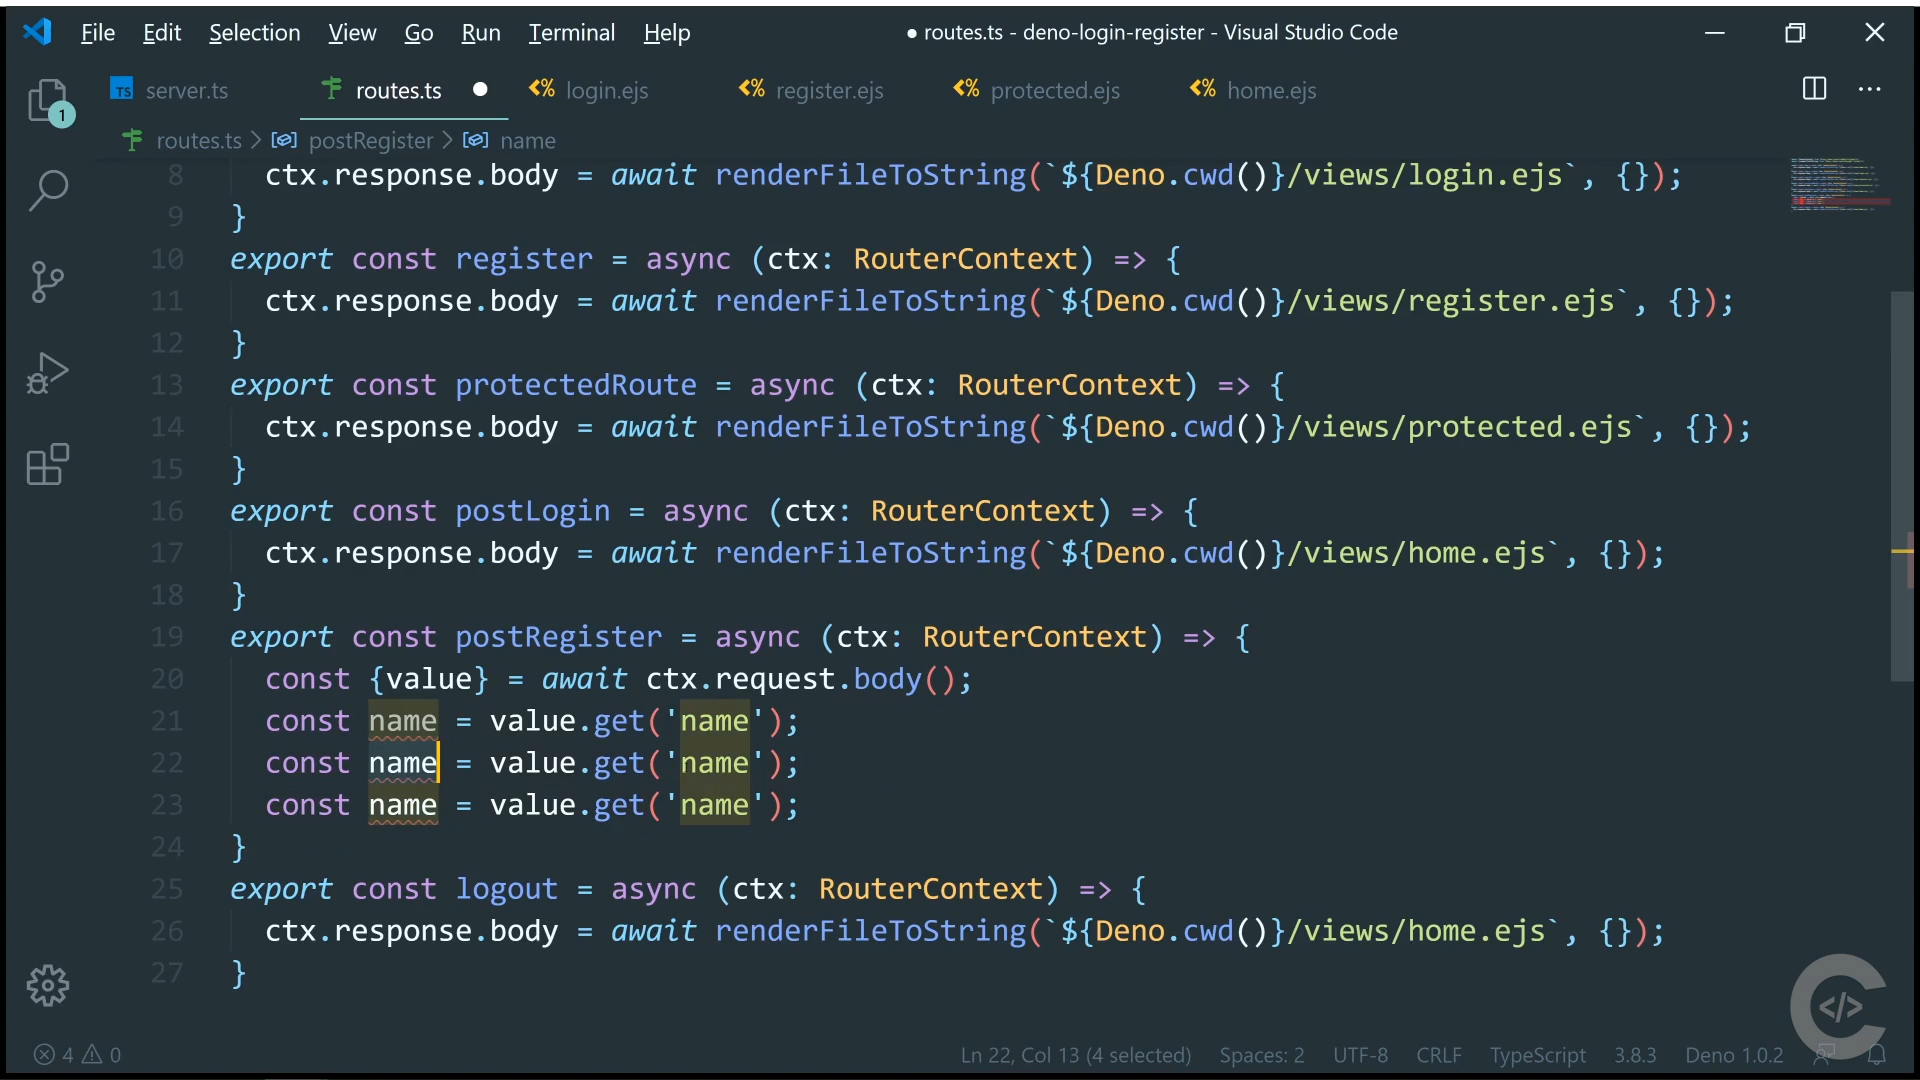 File Edit Selection View Go Run Terminal Help ● routes.ts - deno-login-register - Visual Studio Code
1
TS server.ts routes.ts ● <% login.ejs <% register.ejs <% protected.ejs <% home.ejs ...
routes.ts > postRegister > name
8 ctx.response.body = await renderFileToString(`${Deno.cwd()}/views/login.ejs`, {});
9 }
10 export const register = async (ctx: RouterContext) => {
11 ctx.response.body = await renderFileToString(`${Deno.cwd()}/views/register.ejs`, {});
12 }
13 export const protectedRoute = async (ctx: RouterContext) => {
14 ctx.response.body = await renderFileToString(`${Deno.cwd()}/views/protected.ejs`, {});
15 }
16 export const postLogin = async (ctx: RouterContext) => {
17 ctx.response.body = await renderFileToString(`${Deno.cwd()}/views/home.ejs`, {});
18 }
19 export const postRegister = async (ctx: RouterContext) => {
20 const {value} = await ctx.request.body();
21 const name = value.get('name');
22 const name = value.get('name');
23 const name = value.get('name');
24 }
25 export const logout = async (ctx: RouterContext) => {
26 ctx.response.body = await renderFileToString(`${Deno.cwd()}/views/home.ejs`, {});
27 }
</>
4 0 Ln 22, Col 13 (4 selected) Spaces: 2 UTF-8 CRLF TypeScript 3.8.3 Deno 1.0.2